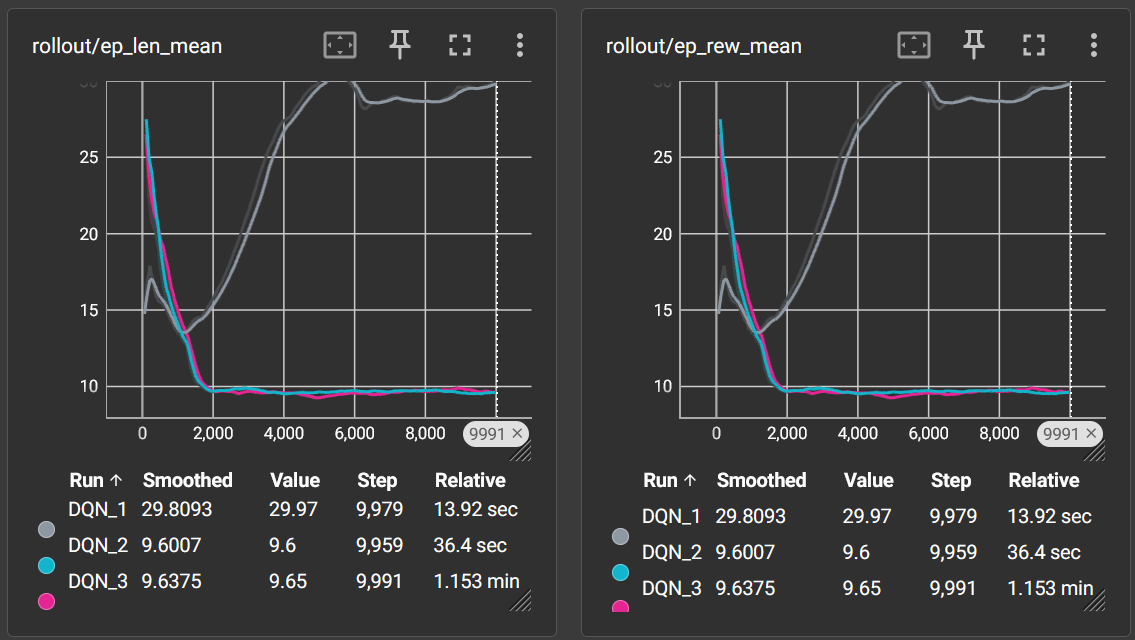 rollout/ep_len_mean
30
25
20
15
10
0 2,000 4,000 6,000 8,000 9991 ×
Run ↑ Smoothed Value Step Relative
DQN_1 29.8093 29.97 9,979 13.92 sec
DQN_2 9.6007 9.6 9,959 36.4 sec
DQN_3 9.6375 9.65 9,991 1.153 min
rollout/ep_rew_mean
30
25
20
15
10
0 2,000 4,000 6,000 8,000 9991 ×
Run ↑ Smoothed Value Step Relative
DQN_1 29.8093 29.97 9,979 13.92 sec
DQN_2 9.6007 9.6 9,959 36.4 sec
DQN_3 9.6375 9.65 9,991 1.153 min